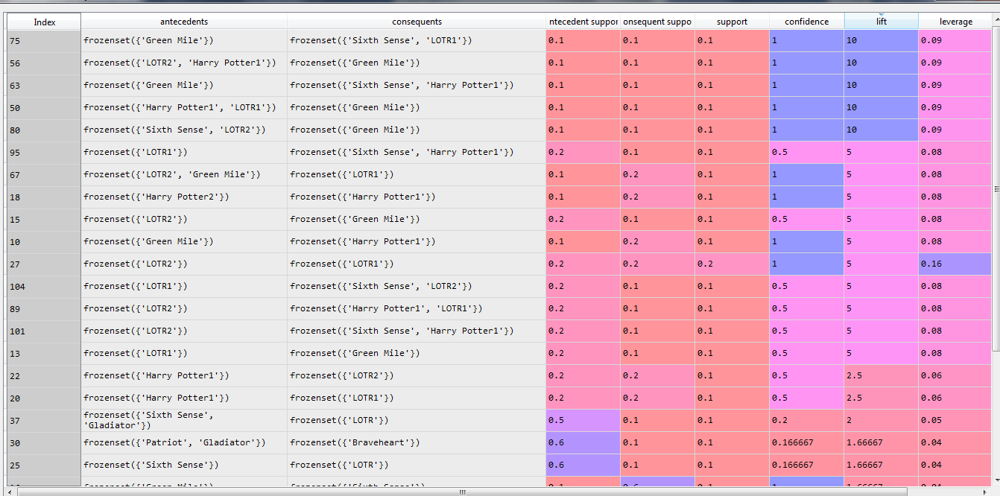 Index antecedents consequents ntecedent suppor onsequent suppo support confidence lift leverage
75 frozenset({'Green Mile'}) frozenset({'Sixth Sense', 'LOTR1'}) 0.1 0.1 0.1 1 10 0.09
56 frozenset({'LOTR2', 'Harry Potter1'}) frozenset({'Green Mile'}) 0.1 0.1 0.1 1 10 0.09
63 frozenset({'Green Mile'}) frozenset({'Sixth Sense', 'Harry Potter1'}) 0.1 0.1 0.1 1 10 0.09
50 frozenset({'Harry Potter1', 'LOTR1'}) frozenset({'Green Mile'}) 0.1 0.1 0.1 1 10 0.09
80 frozenset({'Sixth Sense', 'LOTR2'}) frozenset({'Green Mile'}) 0.1 0.1 0.1 1 10 0.09
95 frozenset({'LOTR1'}) frozenset({'Sixth Sense', 'Harry Potter1'}) 0.2 0.1 0.1 0.5 5 0.08
67 frozenset({'LOTR2', 'Green Mile'}) frozenset({'LOTR1'}) 0.1 0.2 0.1 1 5 0.08
18 frozenset({'Harry Potter2'}) frozenset({'Harry Potter1'}) 0.1 0.2 0.1 1 5 0.08
15 frozenset({'LOTR2'}) frozenset({'Green Mile'}) 0.2 0.1 0.1 0.5 5 0.08
10 frozenset({'Green Mile'}) frozenset({'Harry Potter1'}) 0.1 0.2 0.1 1 5 0.08
27 frozenset({'LOTR2'}) frozenset({'LOTR1'}) 0.2 0.2 0.2 1 5 0.16
104 frozenset({'LOTR1'}) frozenset({'Sixth Sense', 'LOTR2'}) 0.2 0.1 0.1 0.5 5 0.08
89 frozenset({'LOTR2'}) frozenset({'Harry Potter1', 'LOTR1'}) 0.2 0.1 0.1 0.5 5 0.08
101 frozenset({'LOTR2'}) frozenset({'Sixth Sense', 'Harry Potter1'}) 0.2 0.1 0.1 0.5 5 0.08
13 frozenset({'LOTR1'}) frozenset({'Green Mile'}) 0.2 0.1 0.1 0.5 5 0.08
22 frozenset({'Harry Potter1'}) frozenset({'LOTR2'}) 0.2 0.2 0.1 0.5 2.5 0.06
20 frozenset({'Harry Potter1'}) frozenset({'LOTR1'}) 0.2 0.2 0.1 0.5 2.5 0.06
37 frozenset({'Sixth Sense',
'Gladiator'}) frozenset({'LOTR'}) 0.5 0.1 0.1 0.2 2 0.05
30 frozenset({'Patriot', 'Gladiator'}) frozenset({'Braveheart'}) 0.6 0.1 0.1 0.166667 1.66667 0.04
25 frozenset({'Sixth Sense'}) frozenset({'LOTR'}) 0.6 0.1 0.1 0.166667 1.66667 0.04